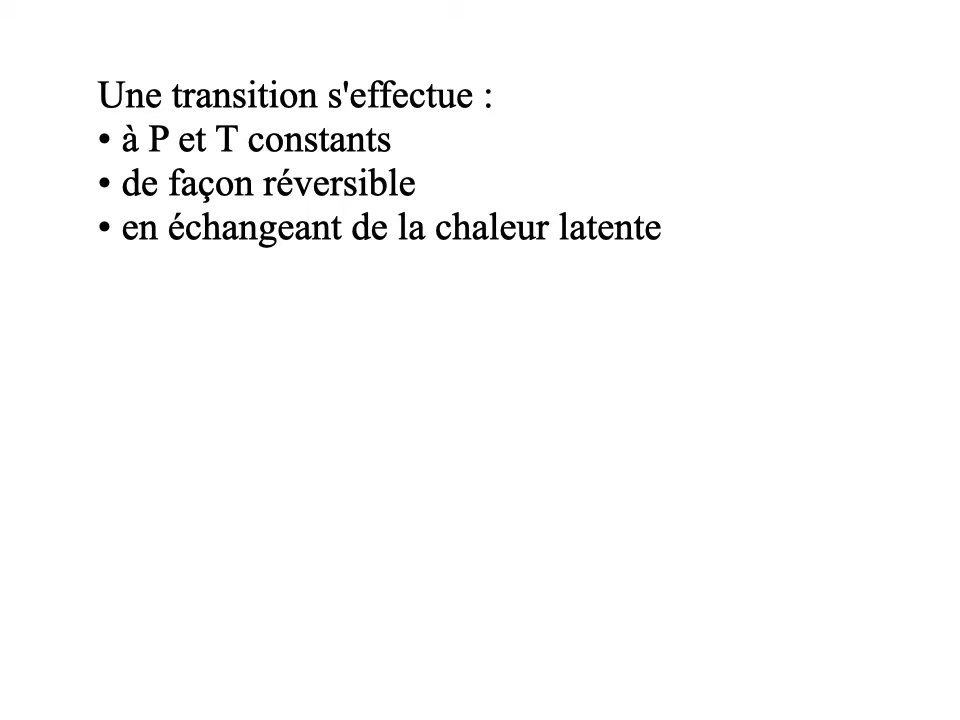 Une transition s'effectue :
• à P et T constants
• de façon réversible
• en échangeant de la chaleur latente